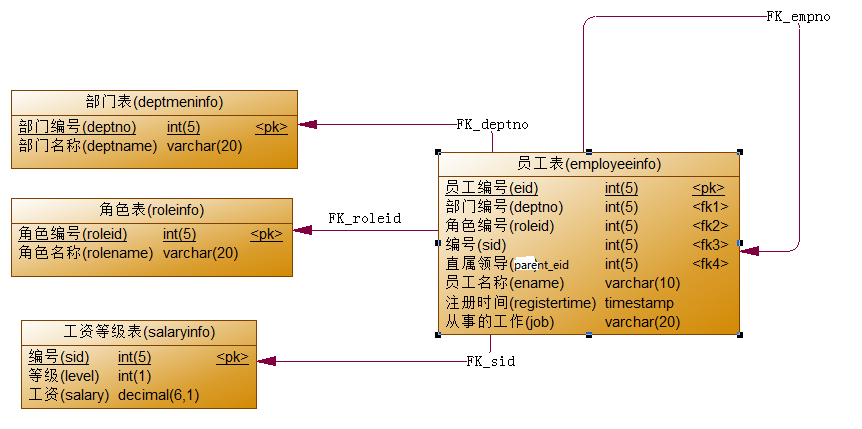 FK_empno
部门表(deptmeninfo)
部门编号(deptno) int(5) <pk>
部门名称(deptname) varchar(20)
FK_deptno
员工表(employeeinfo)
员工编号(eid) int(5) <pk>
部门编号(deptno) int(5) <fk1>
角色编号(roleid) int(5) <fk2>
编号(sid) int(5) <fk3>
直属领导(parent_eid int(5) <fk4>
员工名称(ename) varchar(10)
注册时间(registertime) timestamp
从事的工作(job) varchar(20)
角色表(roleinfo)
角色编号(roleid) int(5) <pk>
角色名称(rolename) varchar(20)
FK_roleid
工资等级表(salaryinfo)
编号(sid) int(5) <pk>
等级(level) int(1)
工资(salary) decimal(6,1)
FK_sid